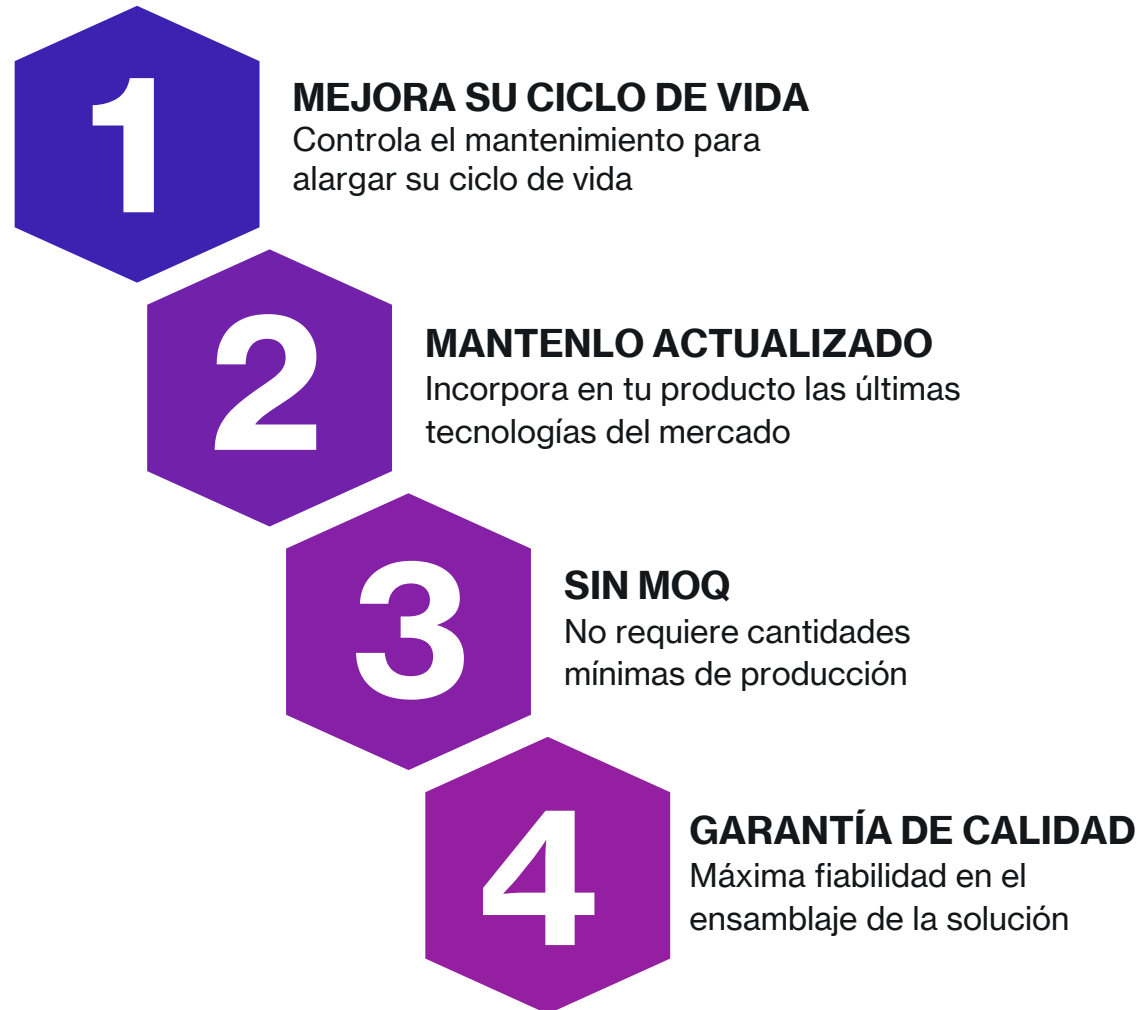 1
MEJORA SU CICLO DE VIDA
Controla el mantenimiento para
alargar su ciclo de vida
2
MANTENLO ACTUALIZADO
Incorpora en tu producto las últimas
tecnologías del mercado
3
SIN MOQ
No requiere cantidades
mínimas de producción
4
GARANTÍA DE CALIDAD
Máxima fiabilidad en el
ensamblaje de la solución